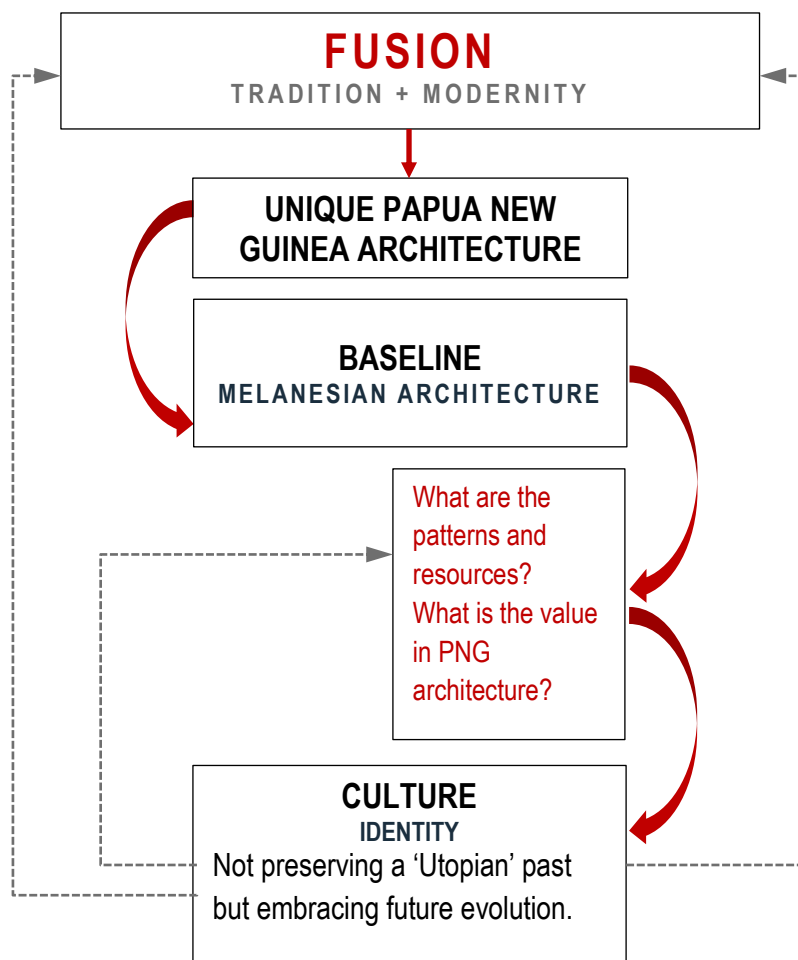 FUSION
TRADITION + MODERNITY
UNIQUE PAPUA NEW
GUINEA ARCHITECTURE
BASELINE
MELANESIAN ARCHITECTURE
What are the
patterns and
resources?
What is the value
in PNG
architecture?
CULTURE
IDENTITY
Not preserving a ‘Utopian’ past
but embracing future evolution.